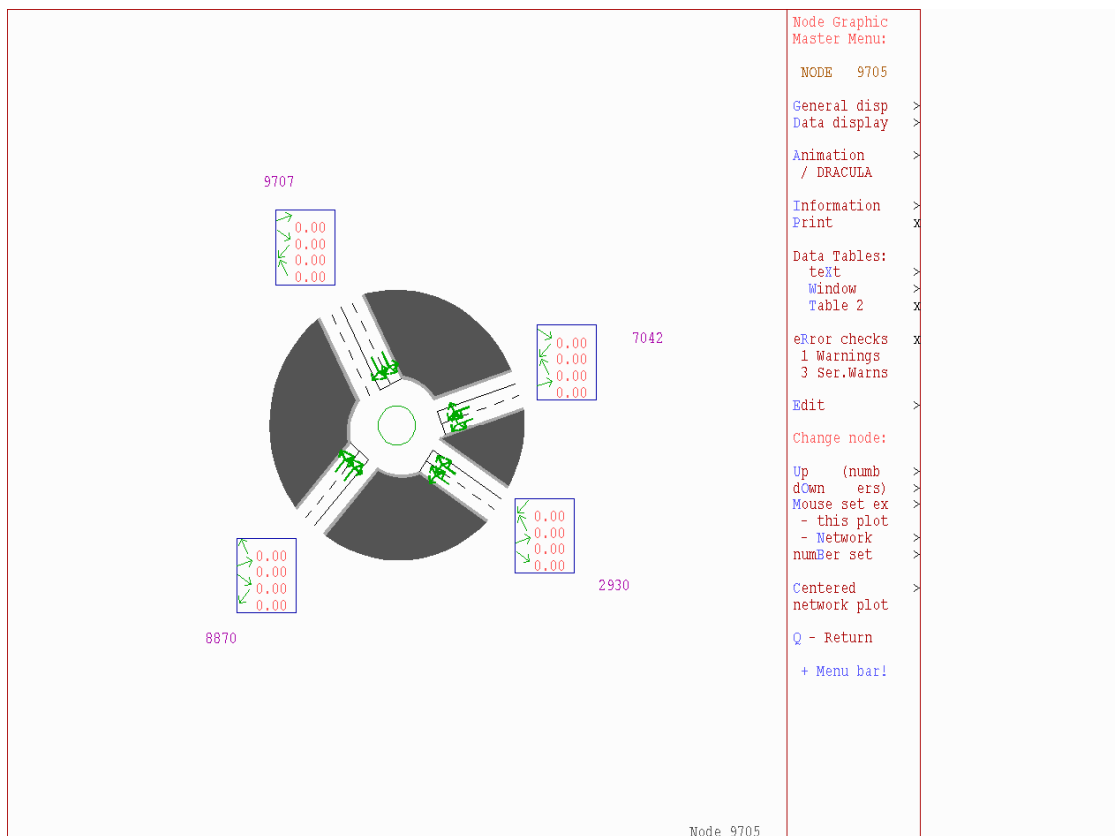 Node Graphic
Master Menu:
NODE 9705
General disp >
Data display >
Animation >
/ DRACULA
Information >
Print x
Data Tables:
teXt >
Window >
Table 2 x
eRror checks x
1 Warnings
3 Ser.Warns
Edit >
Change node:
Up (numb >
dOwn ers) >
Mouse set ex >
- this plot
- Network >
numBer set >
Centered >
network plot
Q - Return
+ Menu bar!
9707
0.00
0.00
0.00
0.00
7042
0.00
0.00
0.00
0.00
0.00
0.00
0.00
0.00
2930
0.00
0.00
0.00
0.00
8870
Node 9705